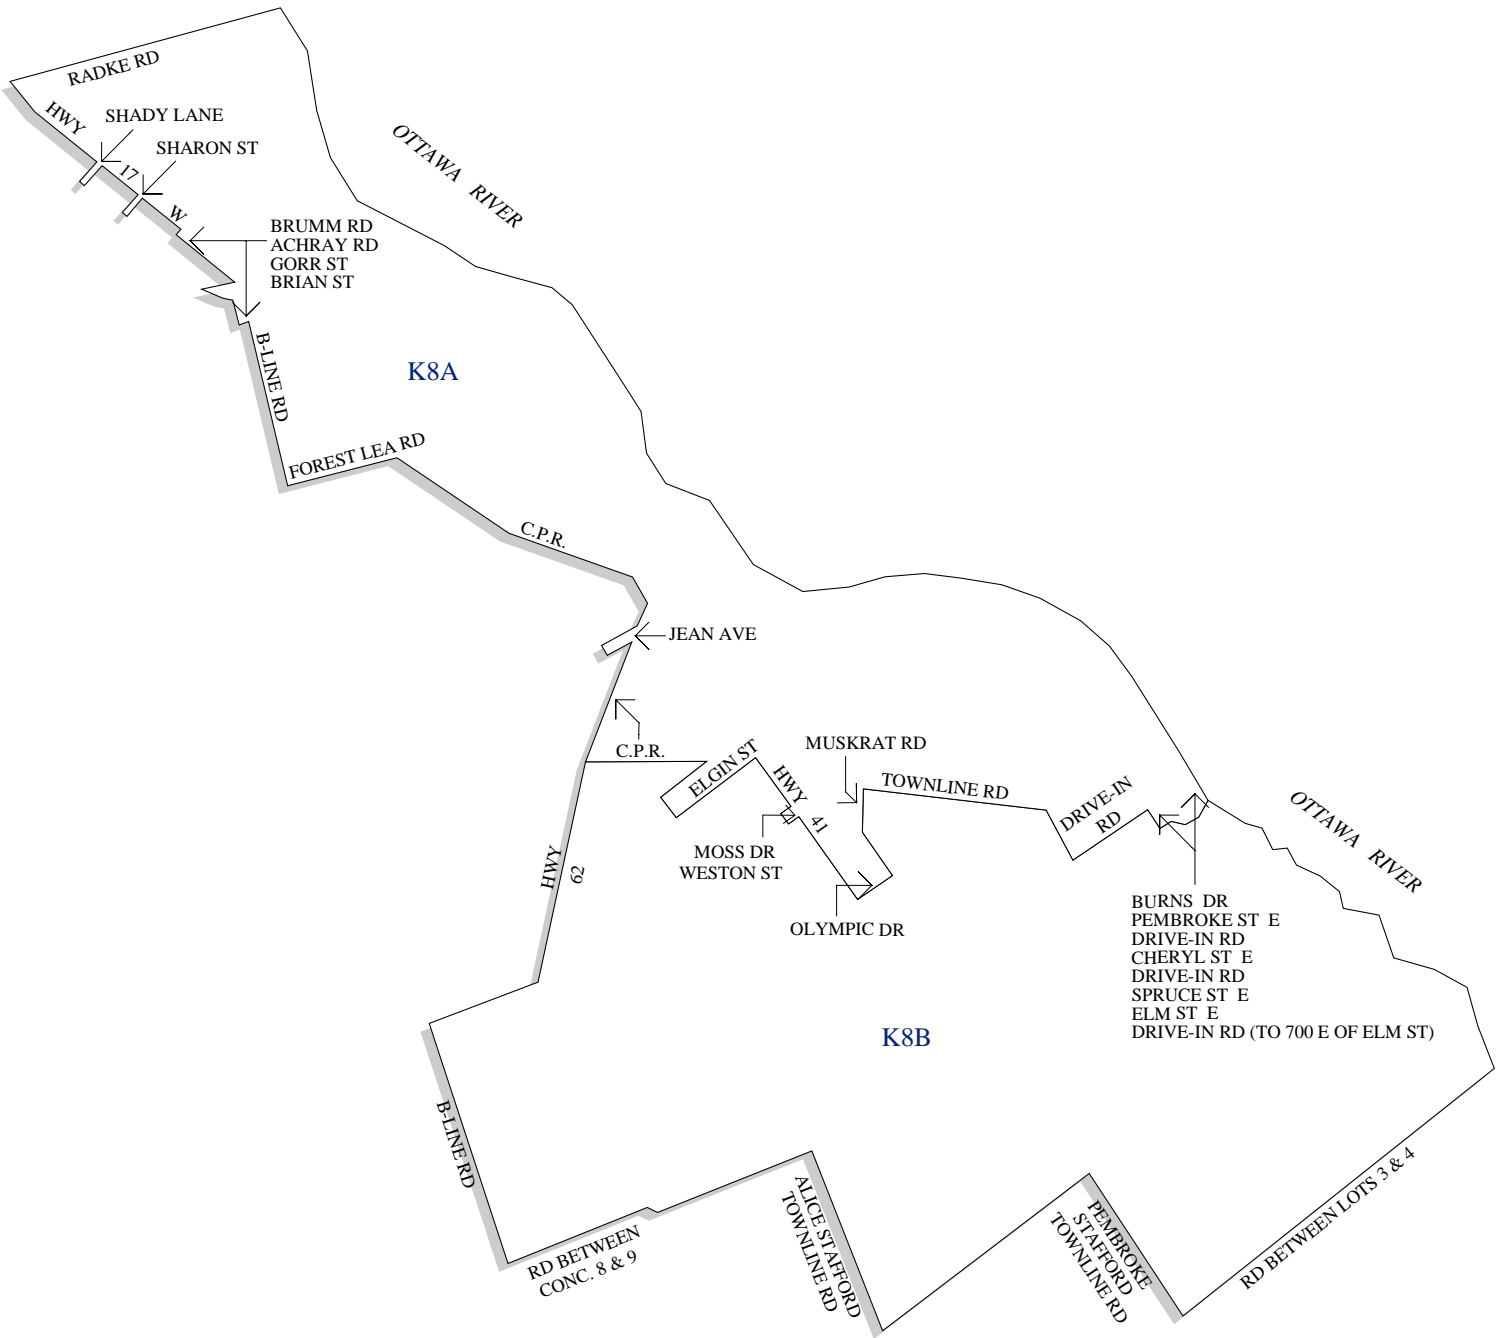 RADKE RD
HWY
SHADY LANE
17
SHARON ST
W
OTTAWA RIVER
BRUMM RD
ACHRAY RD
GORR ST
BRIAN ST
B-LINE RD
K8A
FOREST LEA RD
C.P.R.
JEAN AVE
C.P.R.
ELGIN ST
HWY
41
MUSKRAT RD
TOWNLINE RD
DRIVE-IN
RD
OTTAWA RIVER
MOSS DR
WESTON ST
HWY
62
OLYMPIC DR
BURNS DR
PEMBROKE ST E
DRIVE-IN RD
CHERYL ST E
DRIVE-IN RD
SPRUCE ST E
ELM ST E
DRIVE-IN RD (TO 700 E OF ELM ST)
K8B
B-LINE RD
RD BETWEEN
CONC. 8 & 9
ALICE STAFFORD
TOWNLINE RD
PEMBROKE
STAFFORD
TOWNLINE RD
RD BETWEEN LOTS 3 & 4